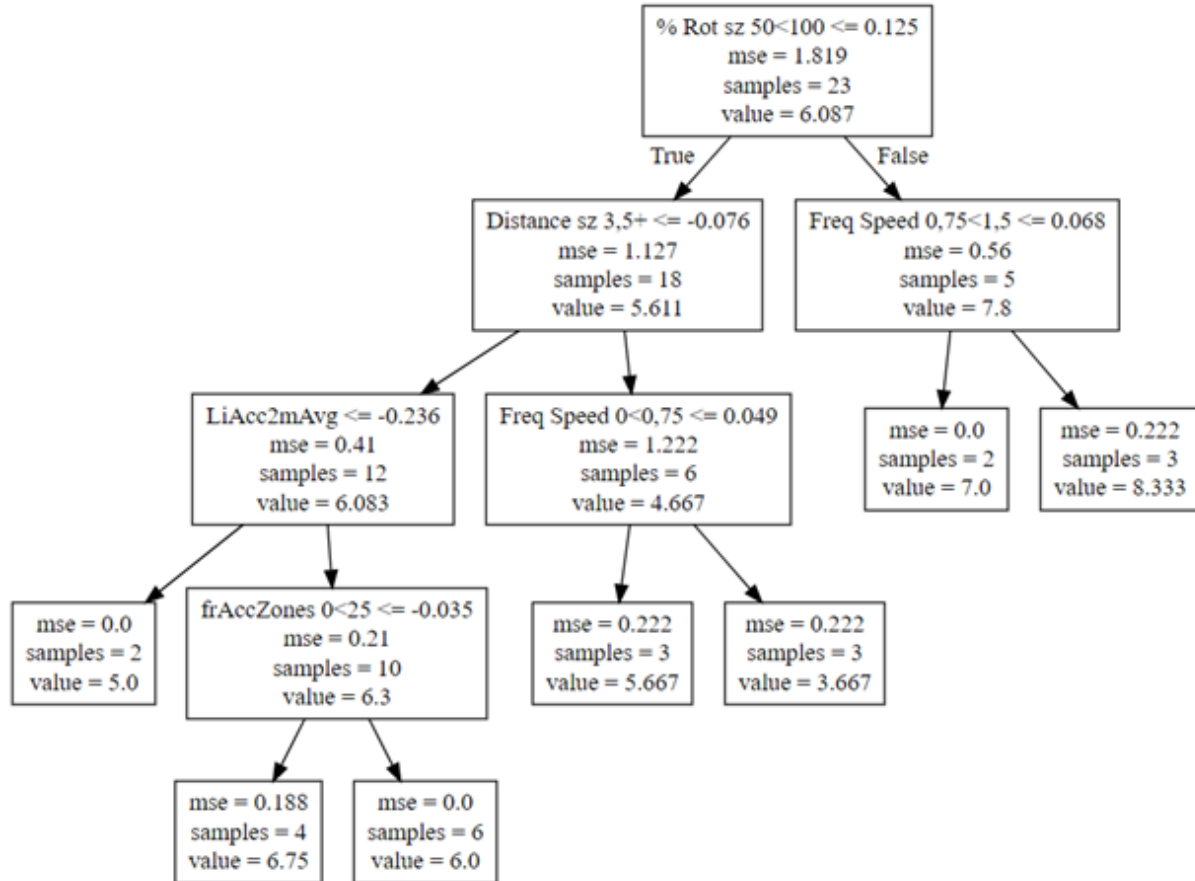 % Rot sz 50<100 <= 0.125
mse = 1.819
samples = 23
value = 6.087
True
False
Distance sz 3,5+ <= -0.076
mse = 1.127
samples = 18
value = 5.611
Freq Speed 0,75<1,5 <= 0.068
mse = 0.56
samples = 5
value = 7.8
LiAcc2mAvg <= -0.236
mse = 0.41
samples = 12
value = 6.083
Freq Speed 0<0,75 <= 0.049
mse = 1.222
samples = 6
value = 4.667
mse = 0.0
samples = 2
value = 7.0
mse = 0.222
samples = 3
value = 8.333
mse = 0.0
samples = 2
value = 5.0
frAccZones 0<25 <= -0.035
mse = 0.21
samples = 10
value = 6.3
mse = 0.222
samples = 3
value = 5.667
mse = 0.222
samples = 3
value = 3.667
mse = 0.188
samples = 4
value = 6.75
mse = 0.0
samples = 6
value = 6.0